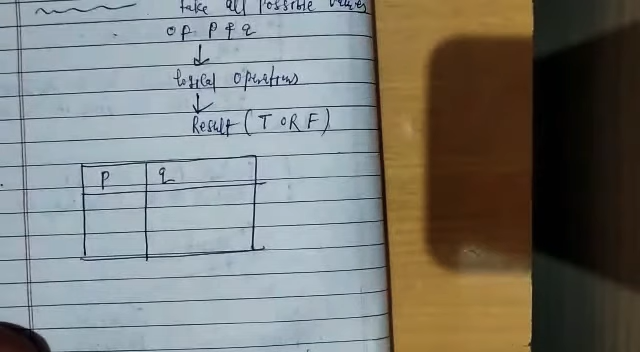 take all possible values
of p & q
logical operations
Result (T OR F)
p q